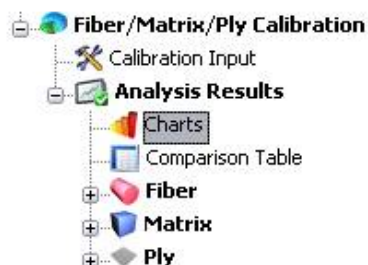 Fiber/Matrix/Ply Calibration
Calibration Input
Analysis Results
Charts
Comparison Table
Fiber
Matrix
Ply